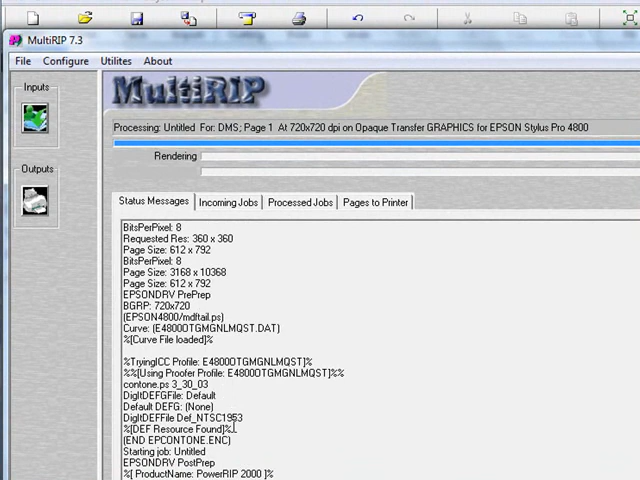 MultiRIP 7.3
File Configure Utilites About
Inputs
MultiRIP
Processing: Untitled For: DMS; Page 1 At 720x720 dpi on Opaque Transfer GRAPHICS for EPSON Stylus Pro 4800
Rendering
Outputs
Status Messages Incoming Jobs Processed Jobs Pages to Printer
BitsPerPixel: 8
Requested Res: 360 x 360
Page Size: 612 x 792
BitsPerPixel: 8
Page Size: 3168 x 10368
Page Size: 612 x 792
EPSONDRV PrePrep
BGRP: 720x720
(EPSON4800/mdftail.ps)
Curve: (E4800OTGMGNLMQST.DAT)
%[Curve File loaded]%
%TryingICC Profile: E4800OTGMGNLMQST]%
%%[Using Proofer Profile: E4800OTGMGNLMQST]%%
contone.ps 3_30_03
DigItDEFGFile: Default
Default DEFG: (None)
DigItDEFFile Def_NTSC1953
%[DEF Resource Found]%
(END EPCONTONE.ENC)
Starting job: Untitled
EPSONDRV PostPrep
%[ ProductName: PowerRIP 2000 ]%